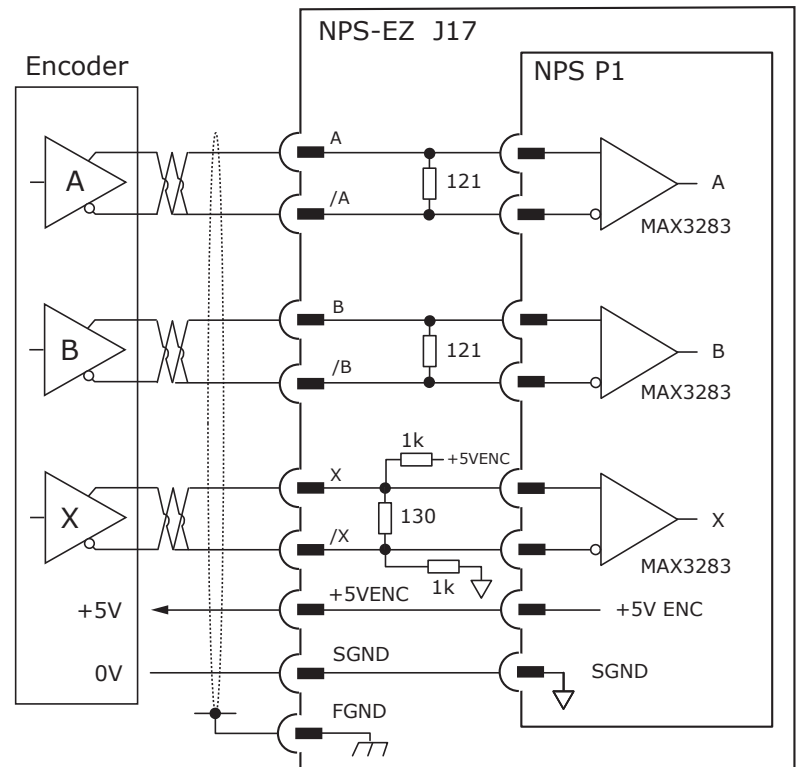 NPS-EZ J17
Encoder
NPS P1
A
A
121
/A
A
MAX3283
B
B
121
/B
B
MAX3283
1k
+5VENC
X
X
130
/X
X
MAX3283
1k
+5V
+5VENC
+5V ENC
0V
SGND
SGND
FGND